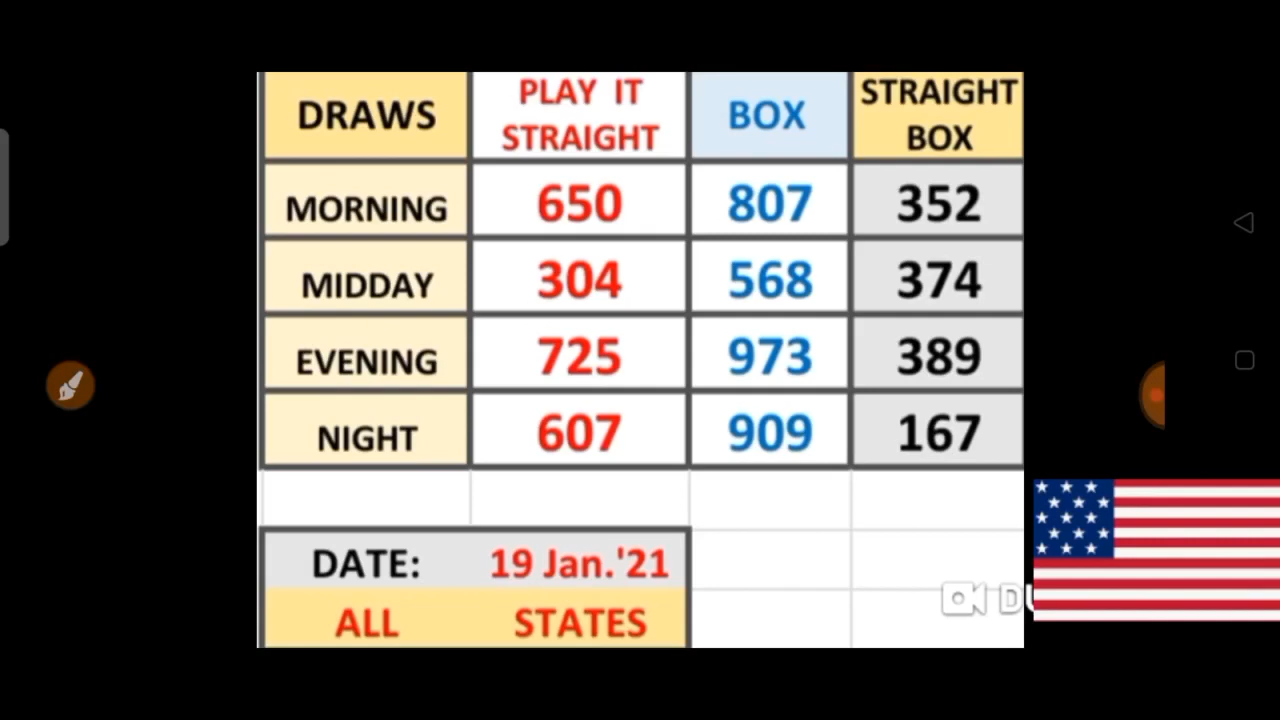 DRAWS PLAY IT STRAIGHT BOX STRAIGHT BOX
MORNING 650 807 352
MIDDAY 304 568 374
EVENING 725 973 389
NIGHT 607 909 167
DATE: 19 Jan.'21
ALL STATES